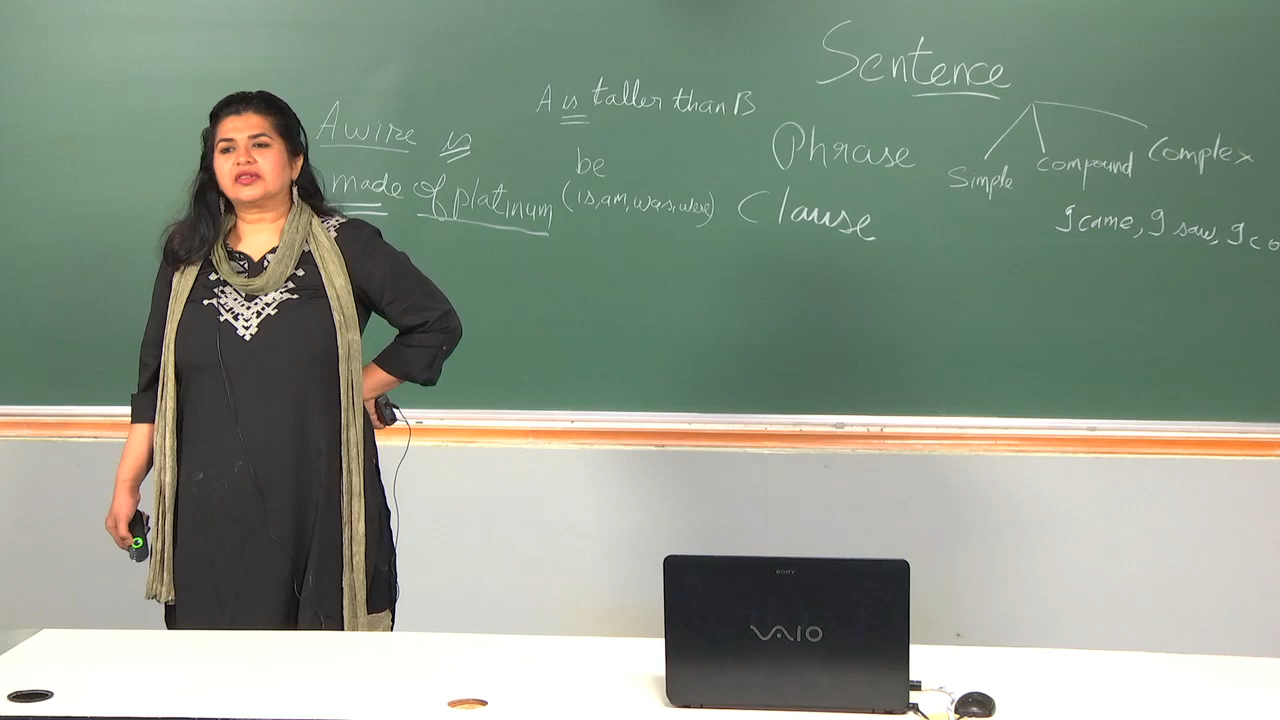 Sentence
A wire is
made of platinum
A is taller than B
be
(is, am, was, were)
Phrase
Clause
Simple
Compound
Complex
I came, I saw, I co
SONY
VAIO